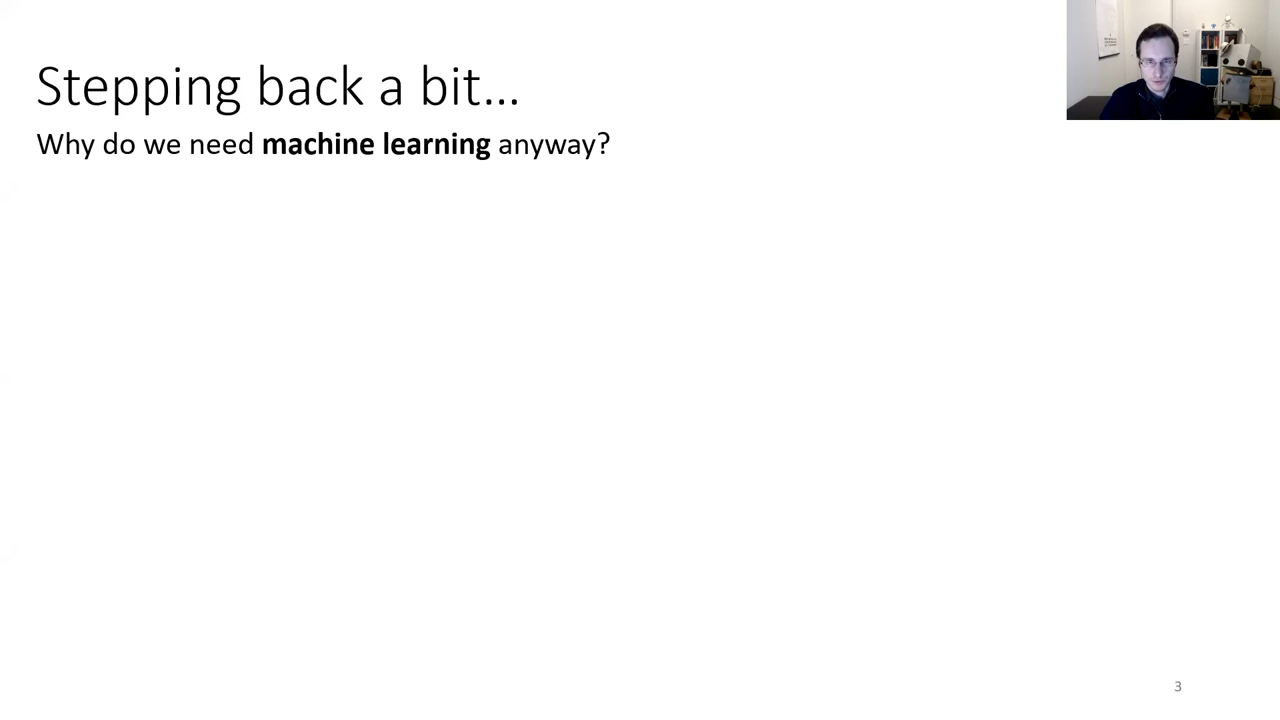 Stepping back a bit…
Why do we need machine learning anyway?
3